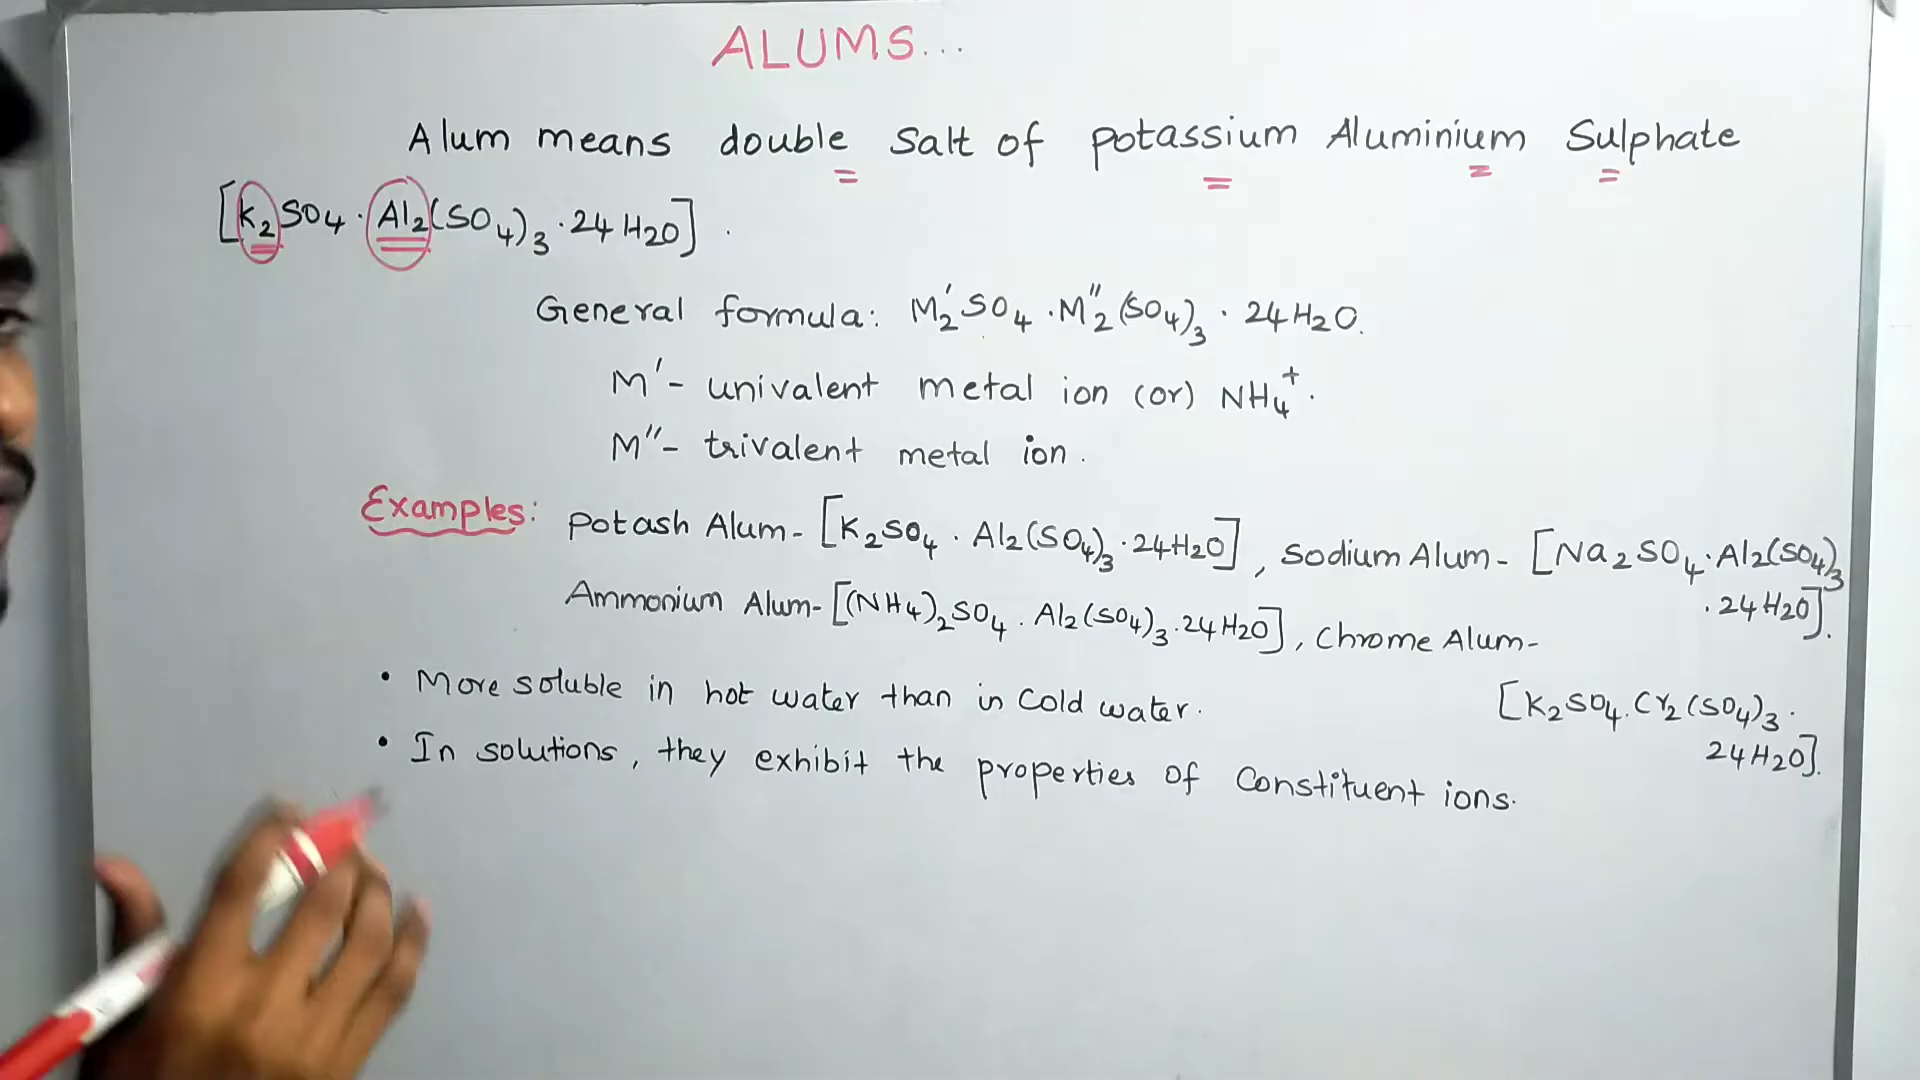 ALUMS...
Alum means double salt of potassium Aluminium Sulphate
[K₂SO₄ · Al₂(SO₄)₃ · 24H₂O] .
General formula: M₂′SO₄ · M₂″(SO₄)₃ · 24H₂O.
M′- univalent metal ion (or) NH₄⁺.
M″- trivalent metal ion.
Examples: Potash Alum- [K₂SO₄ · Al₂(SO₄)₃ · 24H₂O] , Sodium Alum- [Na₂SO₄ · Al₂(SO₄)₃
. 24H₂O].
Ammonium Alum- [(NH₄)₂SO₄ . Al₂(SO₄)₃ . 24H₂O] , Chrome Alum-
[K₂SO₄ . Cr₂(SO₄)₃ .
24H₂O].
• More soluble in hot water than in Cold water.
• In solutions, they exhibit the properties of Constituent ions.